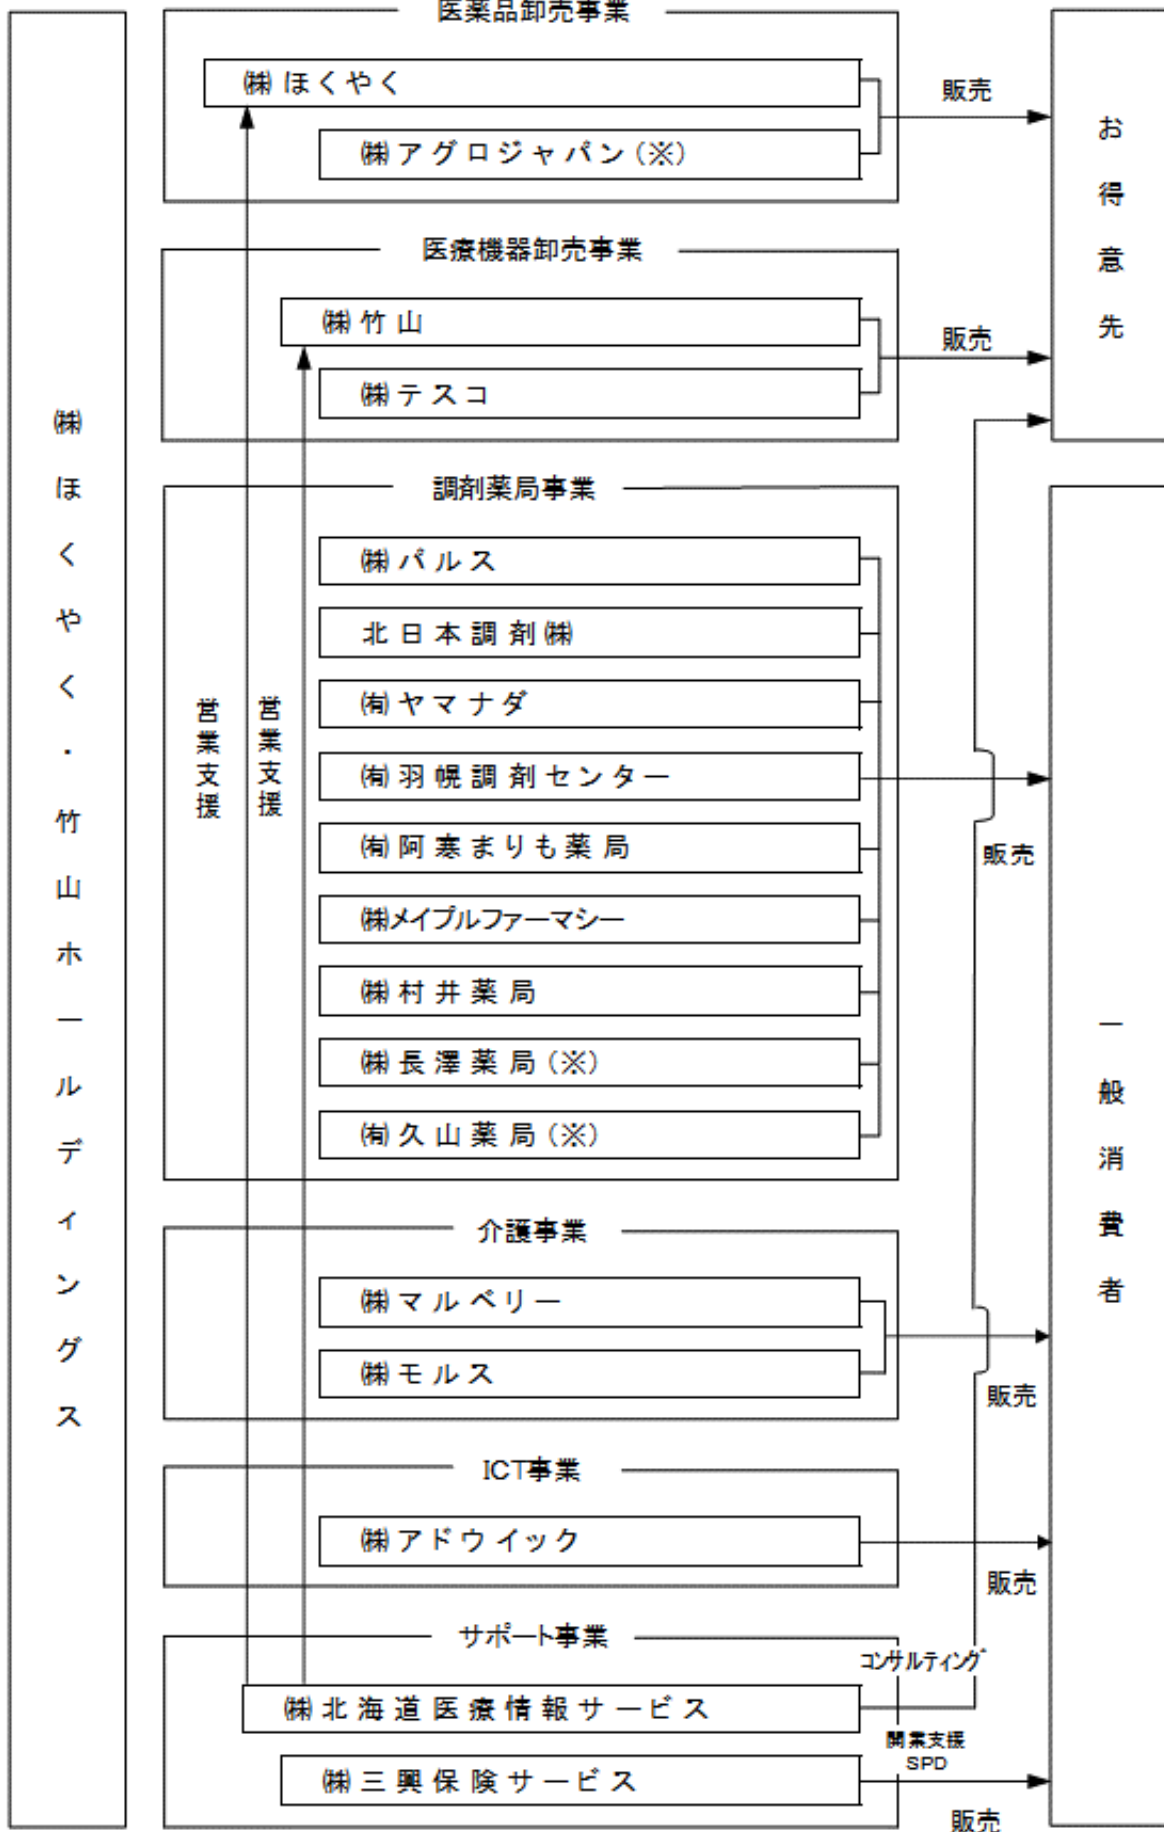 ㈱ほくやく・竹山ホールディングス
医薬品卸売事業
㈱ほくやく
㈱アグロジャパン(※)
販売
お得意先
医療機器卸売事業
㈱竹山
㈱テスコ
販売
調剤薬局事業
㈱パルス
北日本調剤㈱
㈲ヤマナダ
㈲羽幌調剤センター
㈲阿寒まりも薬局
㈱メイプルファーマシー
㈱村井薬局
㈱長澤薬局(※)
㈲久山薬局(※)
営業支援
営業支援
販売
一般消費者
介護事業
㈱マルベリー
㈱モルス
販売
ICT事業
㈱アドウイック
販売
サポート事業
コンサルティング
㈱北海道医療情報サービス
開業支援
SPD
㈱三興保険サービス
販売